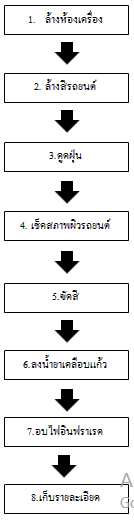 1. ล้างห้องเครื่อง
2. ล้างสีรถยนต์
3.ดูดฝุ่น
4. เช็คสภาพผิวรถยนต์
5.ขัดสี
6.ลงน้ำยาเคลือบแก้ว
7.อบไฟอินฟราเรด
8.เก็บรายละเอียด